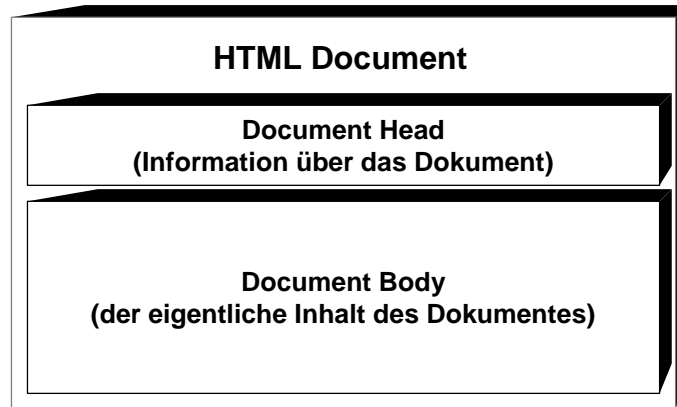 HTML Document
Document Head
(Information über das Dokument)
Document Body
(der eigentliche Inhalt des Dokumentes)